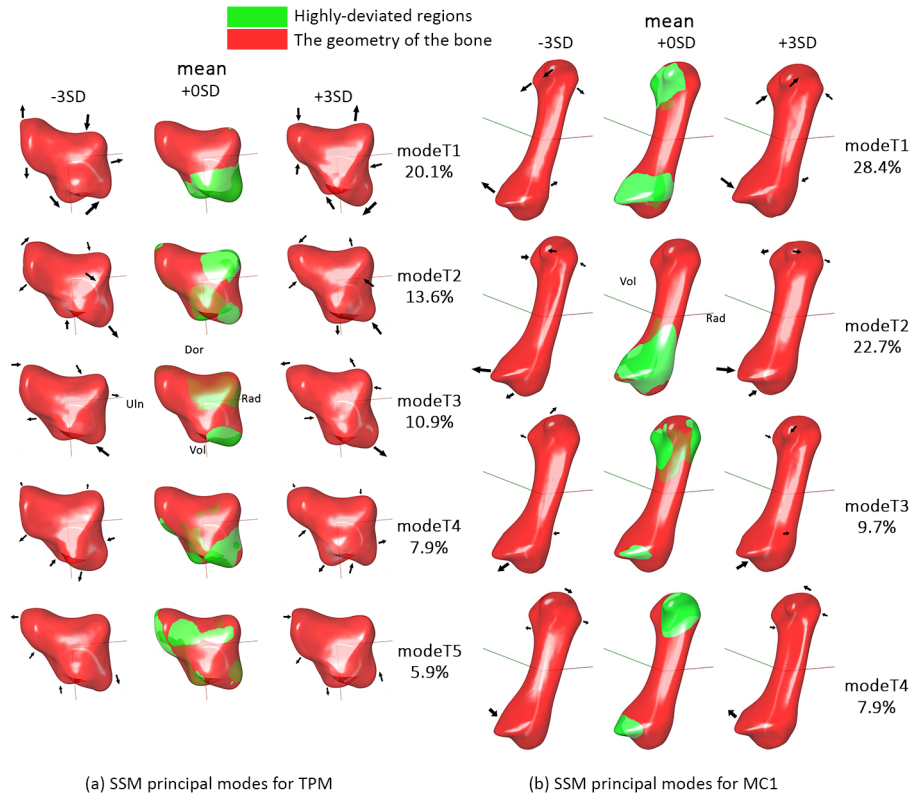 Highly-deviated regions
The geometry of the bone
mean
-3SD
+0SD
+3SD
modeT1
20.1%
modeT2
13.6%
Dor
Uln
Rad
Vol
modeT3
10.9%
modeT4
7.9%
modeT5
5.9%
(a) SSM principal modes for TPM
mean
-3SD
+0SD
+3SD
modeT1
28.4%
Vol
Rad
modeT2
22.7%
modeT3
9.7%
modeT4
7.9%
(b) SSM principal modes for MC1